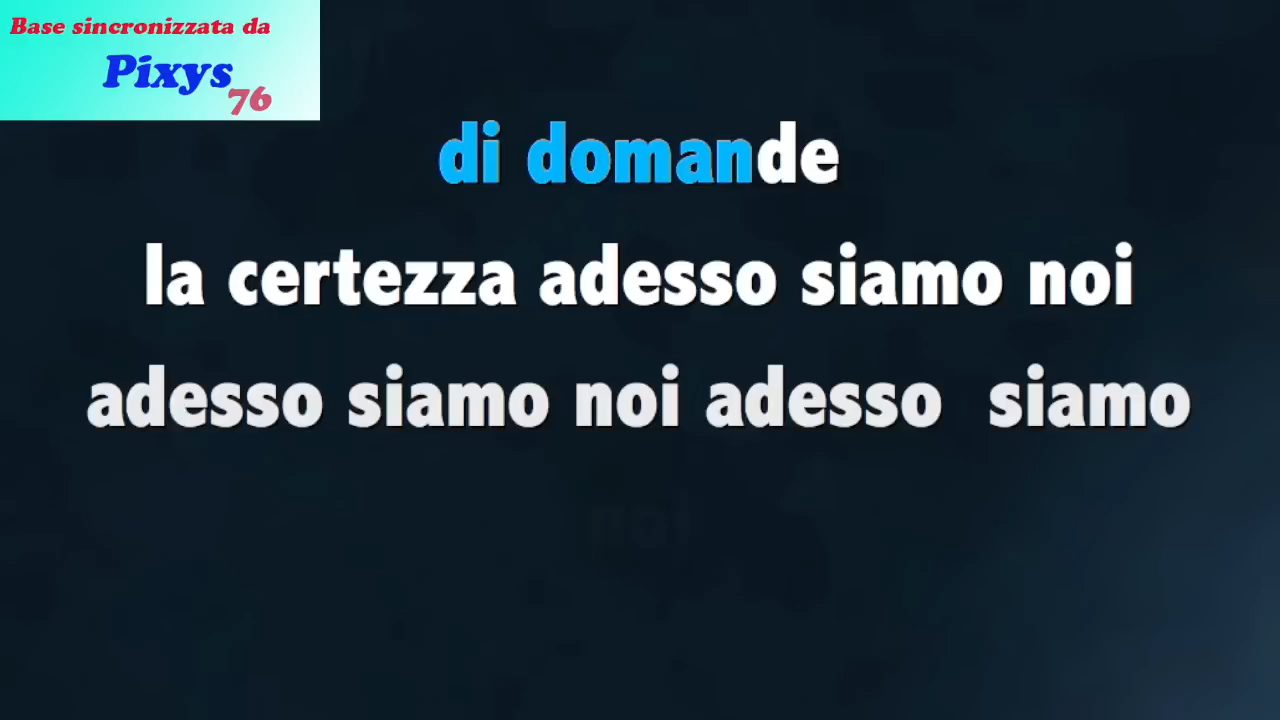 Base sincronizzata da
Pixys
76
di domande
la certezza adesso siamo noi
adesso siamo noi adesso siamo
noi